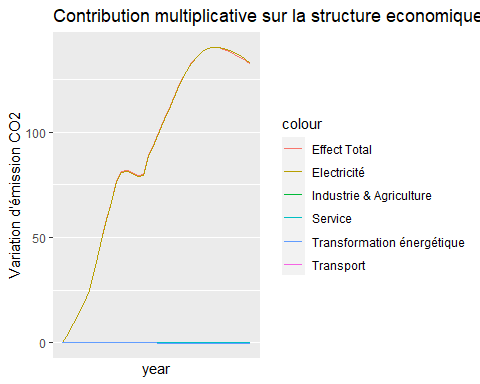 Contribution multiplicative sur la structure economique
Variation d'émission CO2
100
50
0
year
colour
Effect Total
Electricité
Industrie & Agriculture
Service
Transformation énergétique
Transport